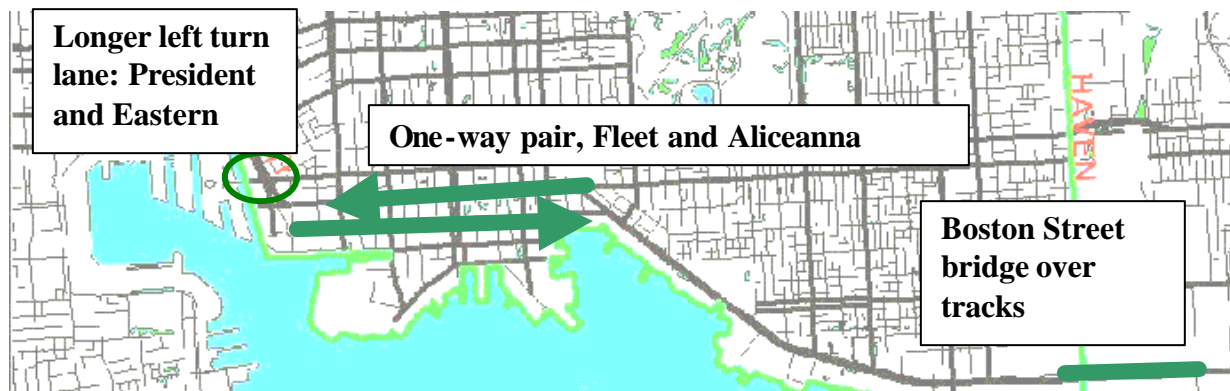 Longer left turn
lane: President
and Eastern
One-way pair, Fleet and Aliceanna
HAVEN
Boston Street
bridge over
tracks